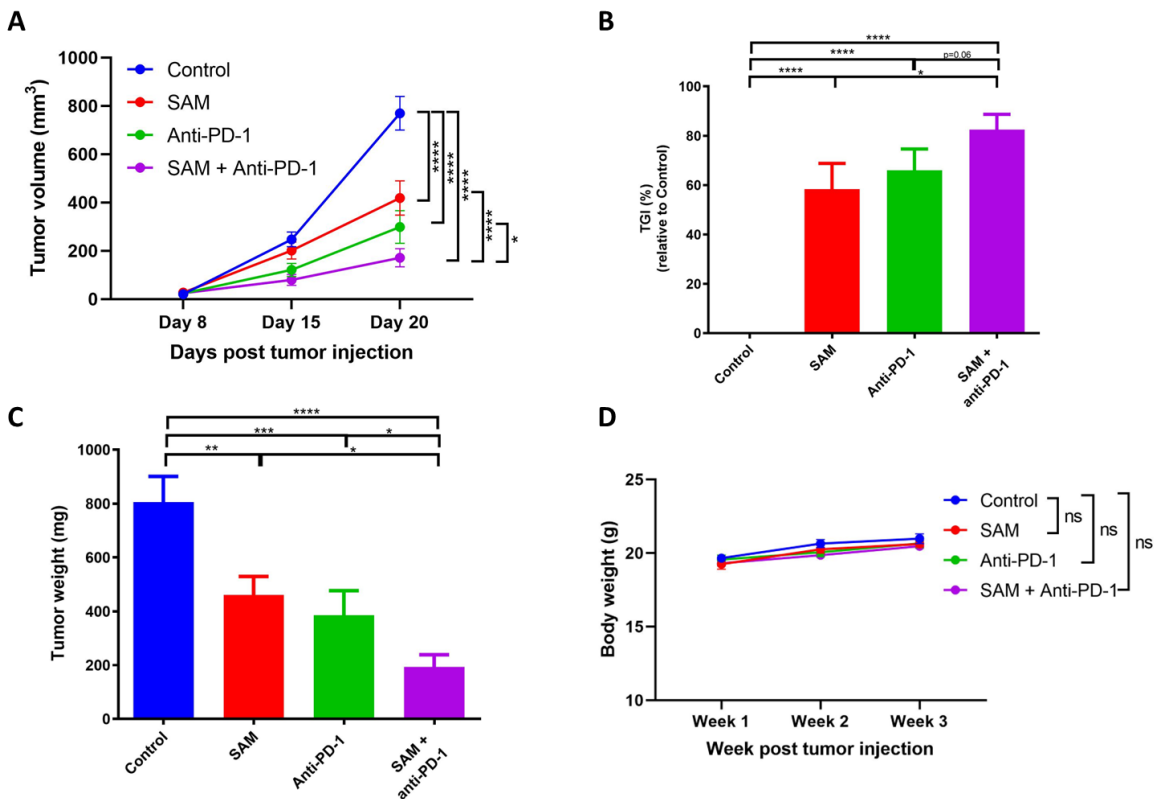 A
Tumor volume (mm3)
1000
800
600
400
200
0
Control
SAM
Anti-PD-1
SAM + Anti-PD-1
****
****
****
****
*
Day 8
Day 15
Day 20
Days post tumor injection
B
****
****
p=0.06
****
*
TGI (%)
(relative to Control)
100
80
60
40
20
0
Control
SAM
Anti-PD-1
SAM +
anti-PD-1
C
****
***
*
**
*
Tumor weight (mg)
1000
800
600
400
200
0
Control
SAM
Anti-PD-1
SAM +
anti-PD-1
D
Body weight (g)
25
20
15
10
Control
SAM
Anti-PD-1
SAM + Anti-PD-1
ns
ns
ns
Week 1
Week 2
Week 3
Week post tumor injection